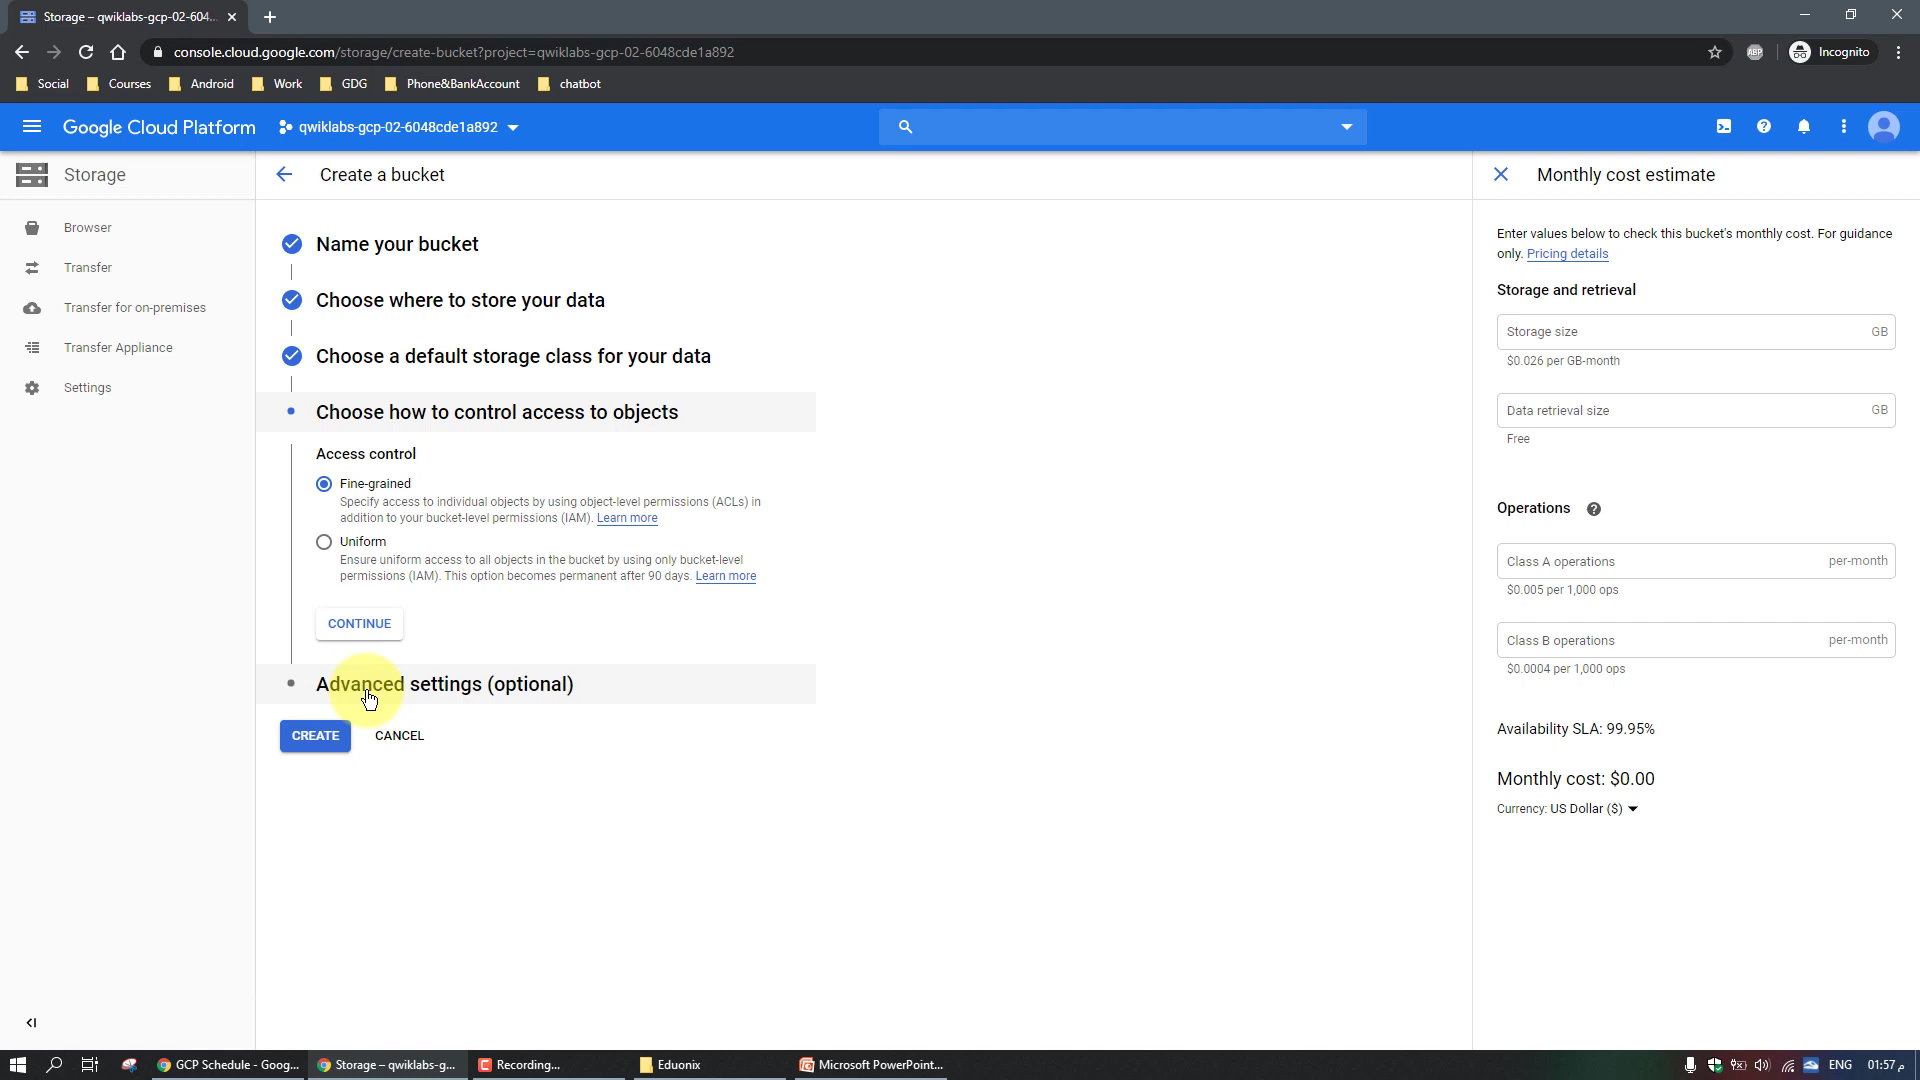 Storage – qwiklabs-gcp-02-604...
console.cloud.google.com/storage/create-bucket?project=qwiklabs-gcp-02-6048cde1a892
ABP
Incognito
Social
Courses
Android
Work
GDG
Phone&BankAccount
chatbot
Google Cloud Platform
qwiklabs-gcp-02-6048cde1a892
Storage
Browser
Transfer
Transfer for on-premises
Transfer Appliance
Settings
Create a bucket
Name your bucket
Choose where to store your data
Choose a default storage class for your data
Choose how to control access to objects
Access control
Fine-grained
Specify access to individual objects by using object-level permissions (ACLs) in
addition to your bucket-level permissions (IAM). Learn more
Uniform
Ensure uniform access to all objects in the bucket by using only bucket-level
permissions (IAM). This option becomes permanent after 90 days. Learn more
CONTINUE
Advanced settings (optional)
CREATE
CANCEL
Monthly cost estimate
Enter values below to check this bucket's monthly cost. For guidance
only. Pricing details
Storage and retrieval
Storage size GB
$0.026 per GB-month
Data retrieval size GB
Free
Operations
Class A operations per-month
$0.005 per 1,000 ops
Class B operations per-month
$0.0004 per 1,000 ops
Availability SLA: 99.95%
Monthly cost: $0.00
Currency: US Dollar ($)
GCP Schedule - Goog...
Storage – qwiklabs-g...
Recording...
Eduonix
Microsoft PowerPoint...
ENG
01:57 م